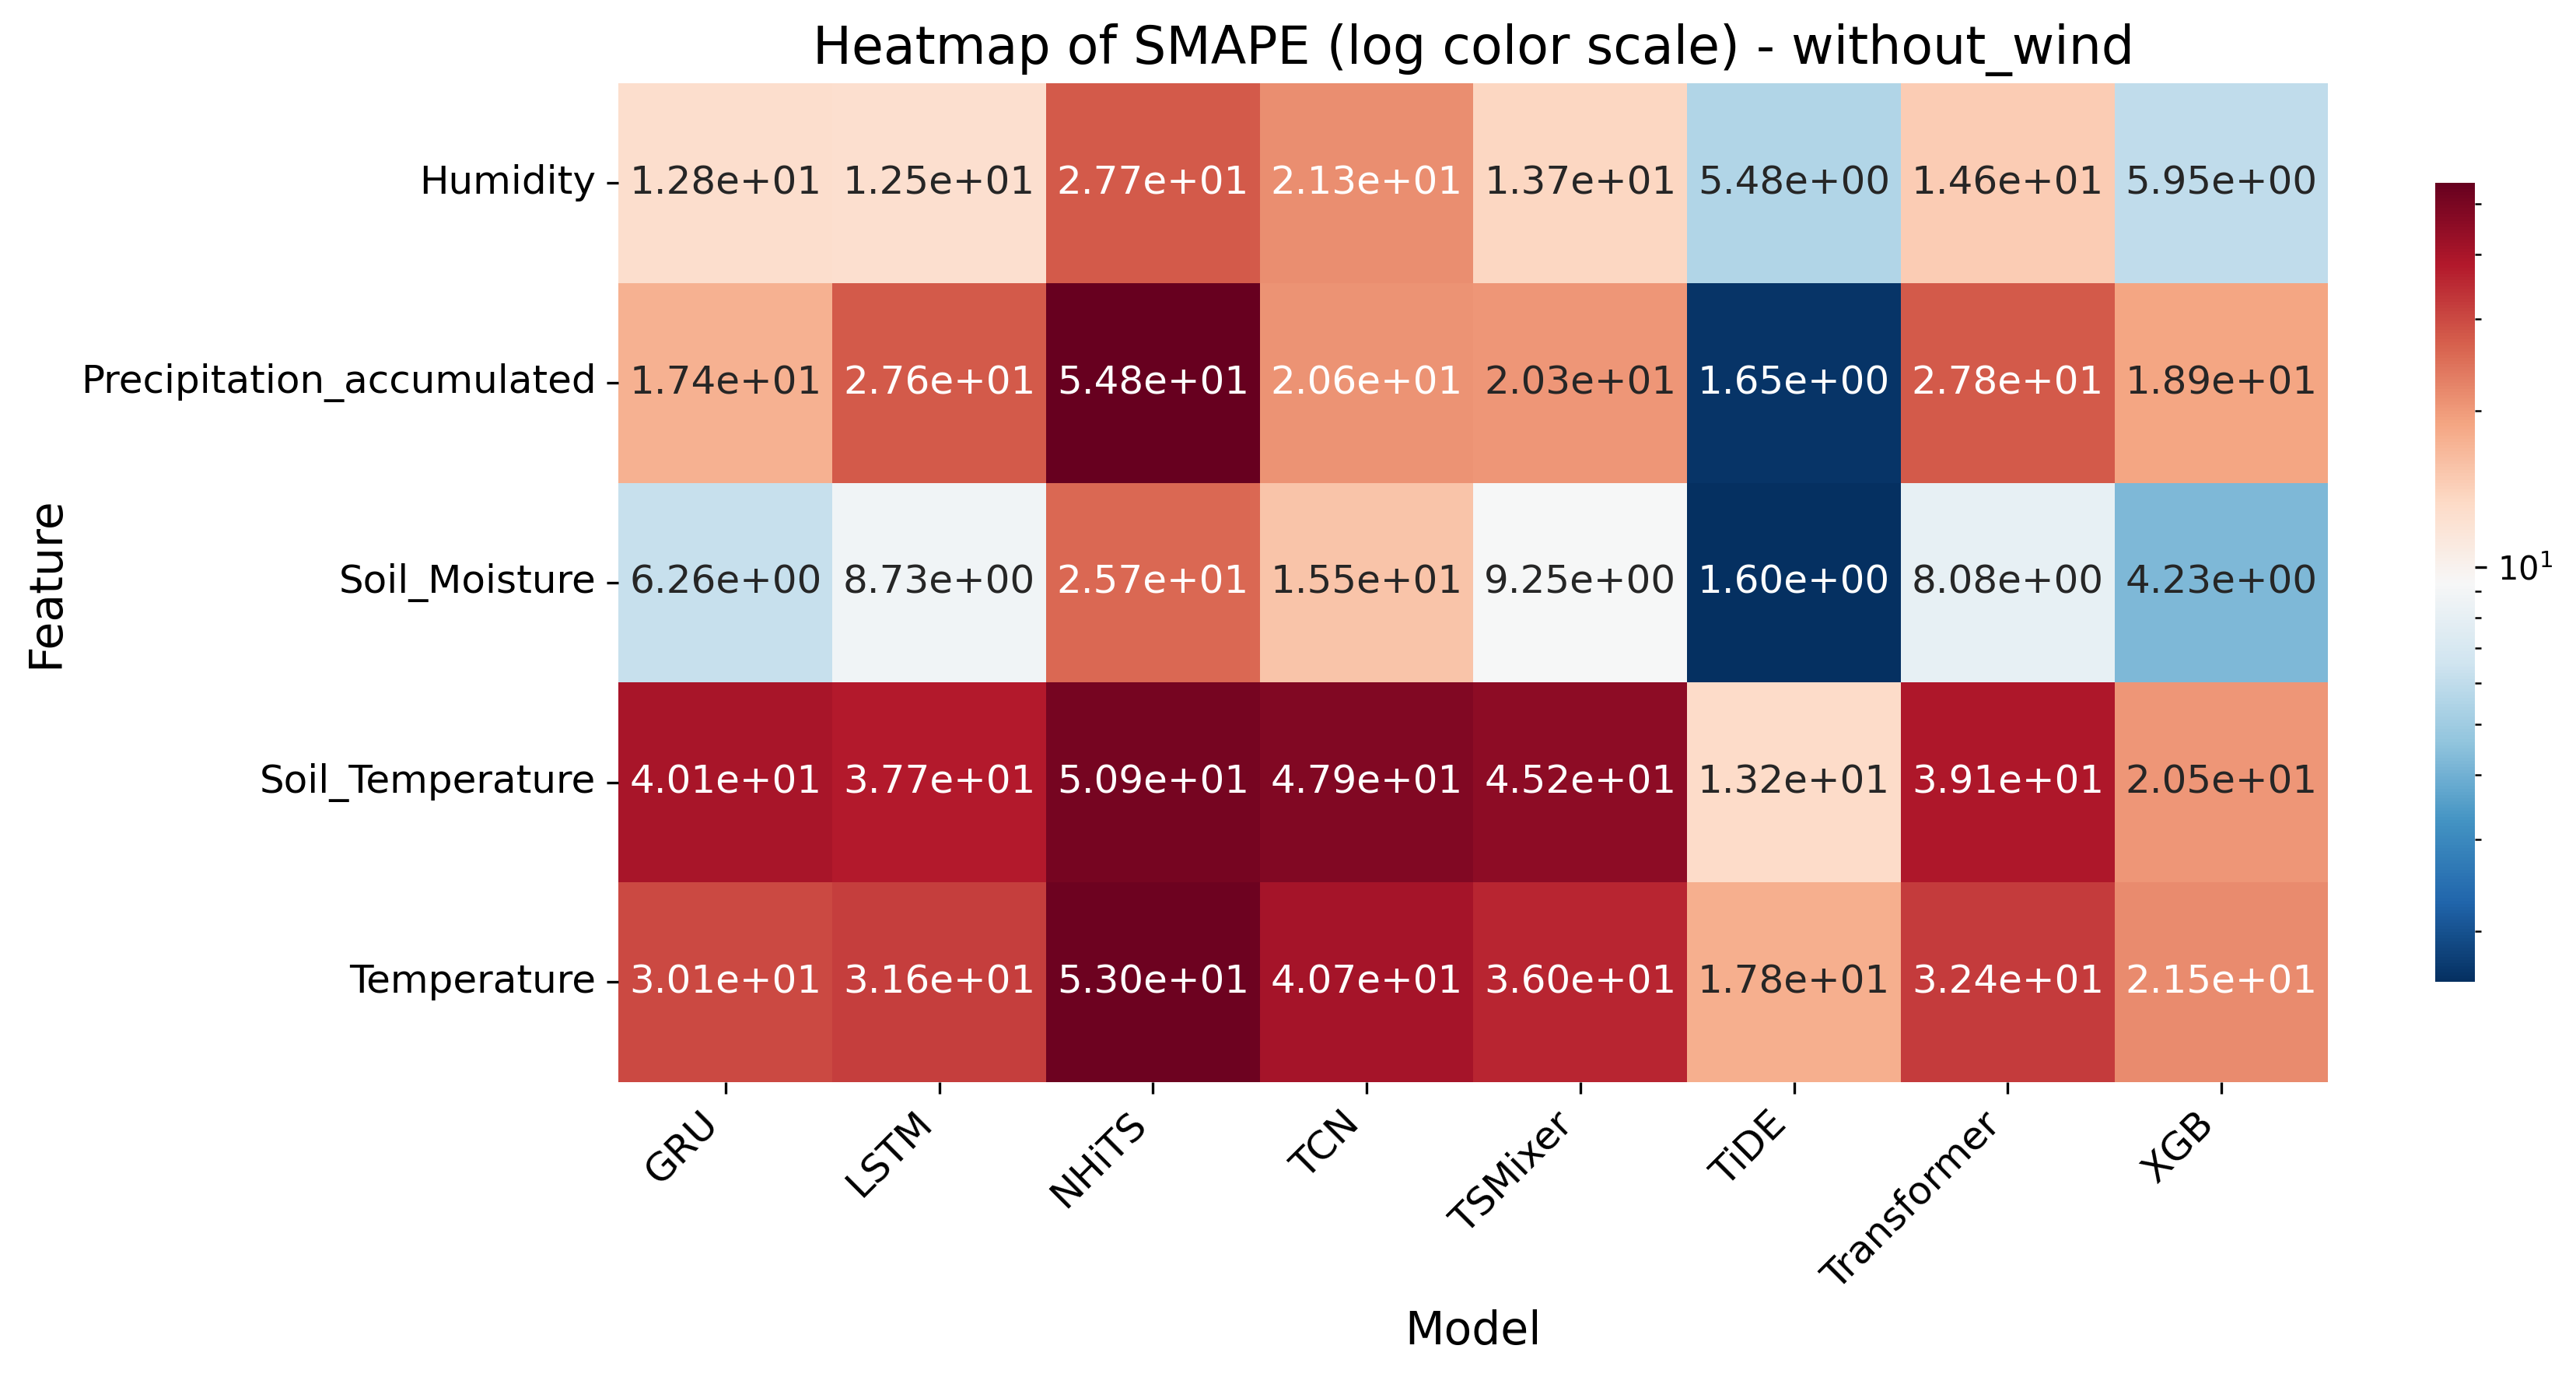 Heatmap of SMAPE (log color scale) - without_wind
Humidity 1.28e+01 1.25e+01 2.77e+01 2.13e+01 1.37e+01 5.48e+00 1.46e+01 5.95e+00
Precipitation_accumulated 1.74e+01 2.76e+01 5.48e+01 2.06e+01 2.03e+01 1.65e+00 2.78e+01 1.89e+01
Soil_Moisture 6.26e+00 8.73e+00 2.57e+01 1.55e+01 9.25e+00 1.60e+00 8.08e+00 4.23e+00
Soil_Temperature 4.01e+01 3.77e+01 5.09e+01 4.79e+01 4.52e+01 1.32e+01 3.91e+01 2.05e+01
Temperature 3.01e+01 3.16e+01 5.30e+01 4.07e+01 3.60e+01 1.78e+01 3.24e+01 2.15e+01
Feature
GRU LSTM NHiTS TCN TSMixer TiDE Transformer XGB
Model
10¹